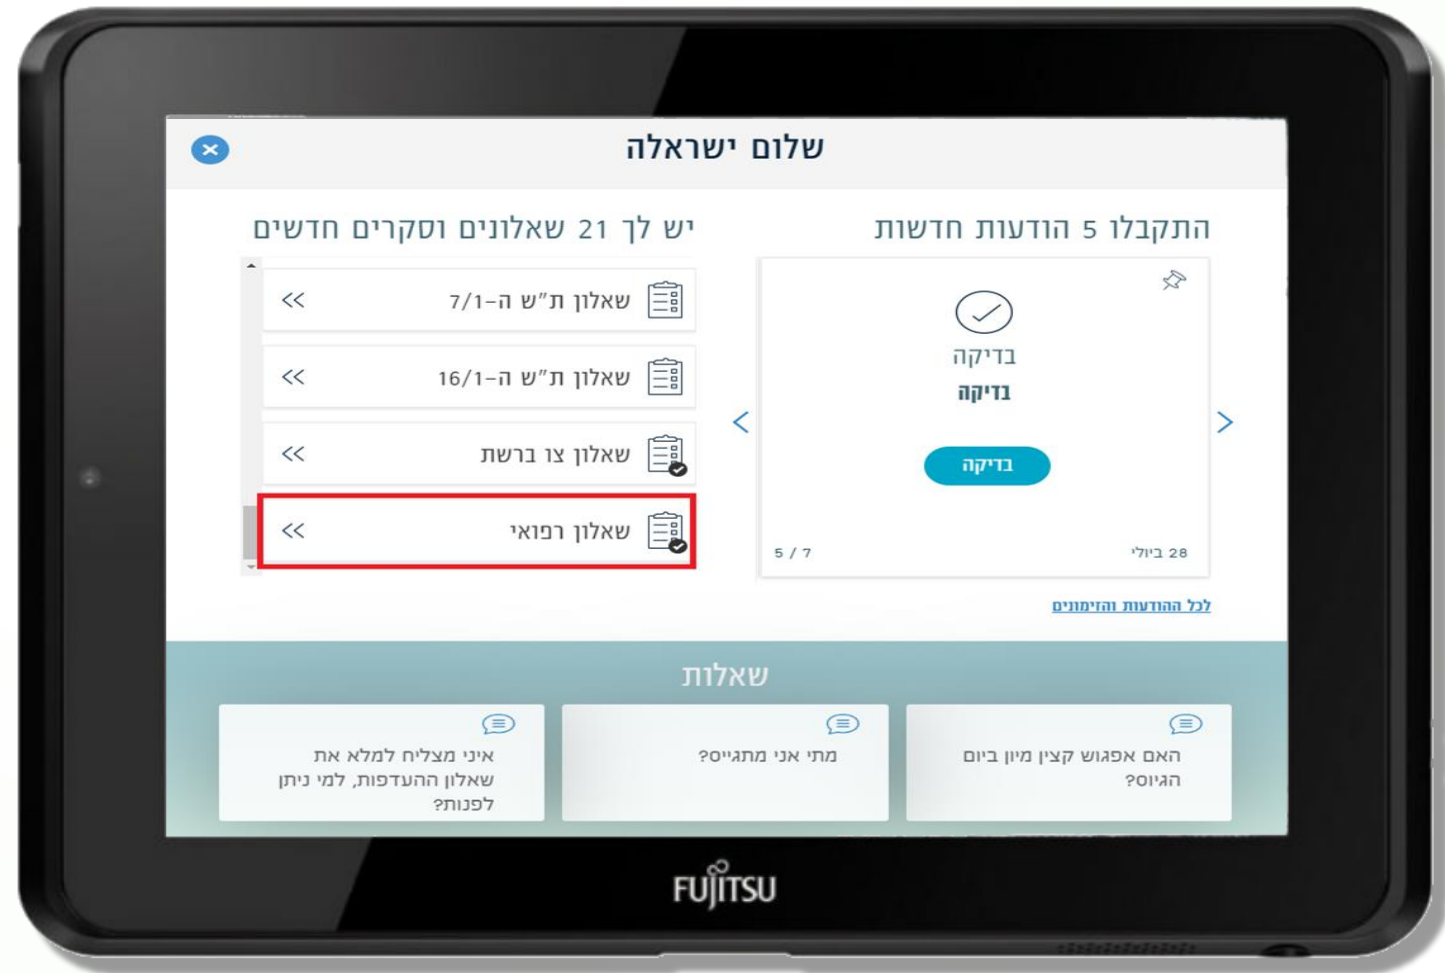 שלום ישראלה
התקבלו 5 הודעות חדשות
בדיקה
בדיקה
בדיקה
28 ביולי
5 / 7
לכל ההודעות והזימונים
יש לך 21 שאלונים וסקרים חדשים
שאלון ת"ש ה-7/1
שאלון ת"ש ה-16/1
שאלון צו ברשת
שאלון רפואי
שאלות
האם אפגוש קצין מיון ביום
הגיוס?
מתי אני מתגייס?
איני מצליח למלא את
שאלון ההעדפות, למי ניתן
לפנות?
FUJITSU